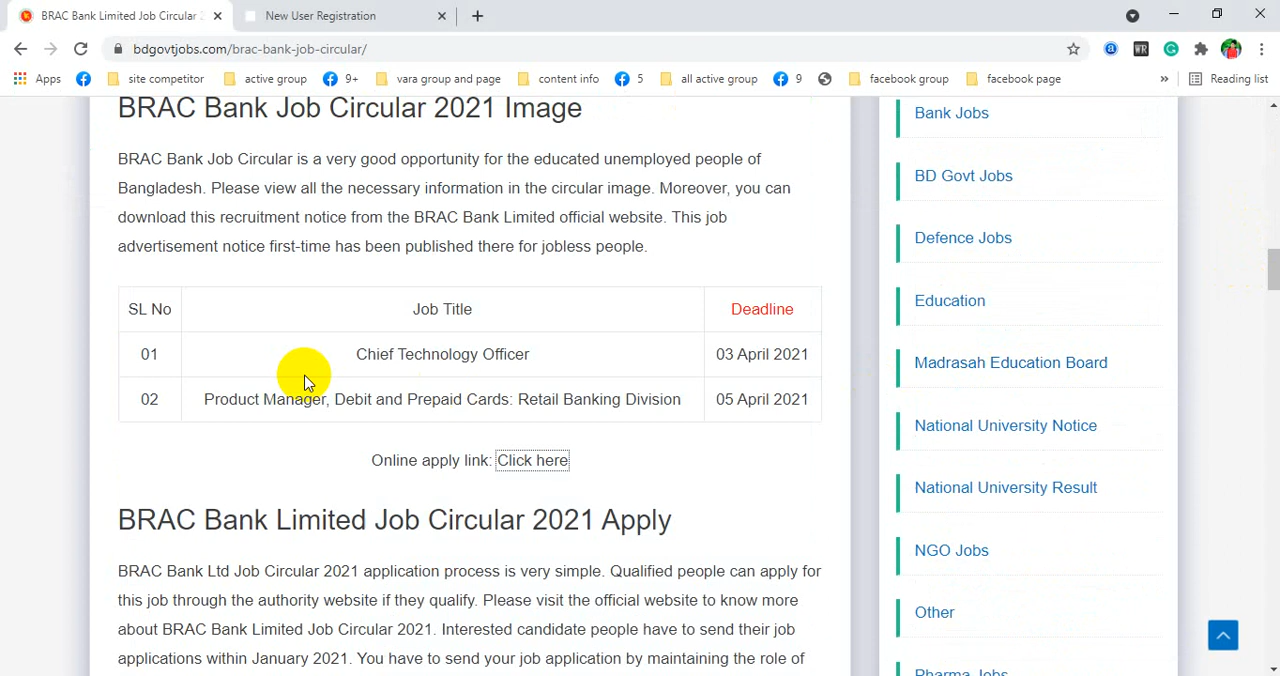 BRAC Bank Limited Job Circular 2
New User Registration
bdgovtjobs.com/brac-bank-job-circular/
WR
Apps
site competitor
active group
9+
vara group and page
content info
5
all active group
9
facebook group
facebook page
»
Reading list
BRAC Bank Job Circular 2021 Image
BRAC Bank Job Circular is a very good opportunity for the educated unemployed people of
Bangladesh. Please view all the necessary information in the circular image. Moreover, you can
download this recruitment notice from the BRAC Bank Limited official website. This job
advertisement notice first-time has been published there for jobless people.
SL No Job Title Deadline
01 Chief Technology Officer 03 April 2021
02 Product Manager, Debit and Prepaid Cards: Retail Banking Division 05 April 2021
Online apply link: Click here
BRAC Bank Limited Job Circular 2021 Apply
BRAC Bank Ltd Job Circular 2021 application process is very simple. Qualified people can apply for
this job through the authority website if they qualify. Please visit the official website to know more
about BRAC Bank Limited Job Circular 2021. Interested candidate people have to send their job
applications within January 2021. You have to send your job application by maintaining the role of
Bank Jobs
BD Govt Jobs
Defence Jobs
Education
Madrasah Education Board
National University Notice
National University Result
NGO Jobs
Other
Pharma Jobs